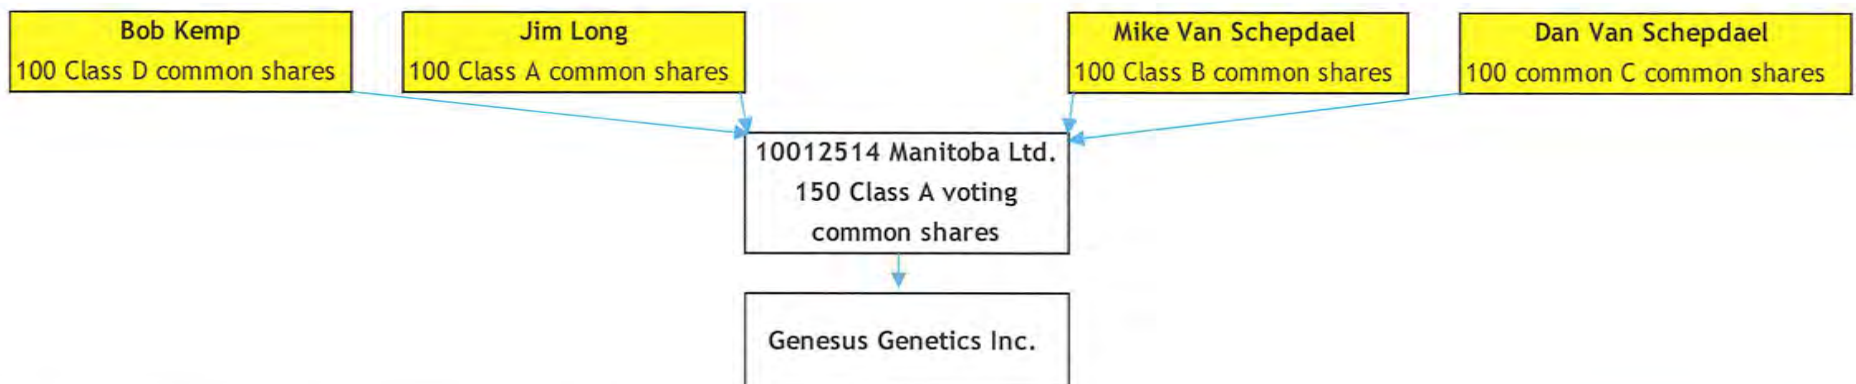 Bob Kemp
100 Class D common shares
Jim Long
100 Class A common shares
Mike Van Schepdael
100 Class B common shares
Dan Van Schepdael
100 common C common shares
10012514 Manitoba Ltd.
150 Class A voting
common shares
Genesus Genetics Inc.